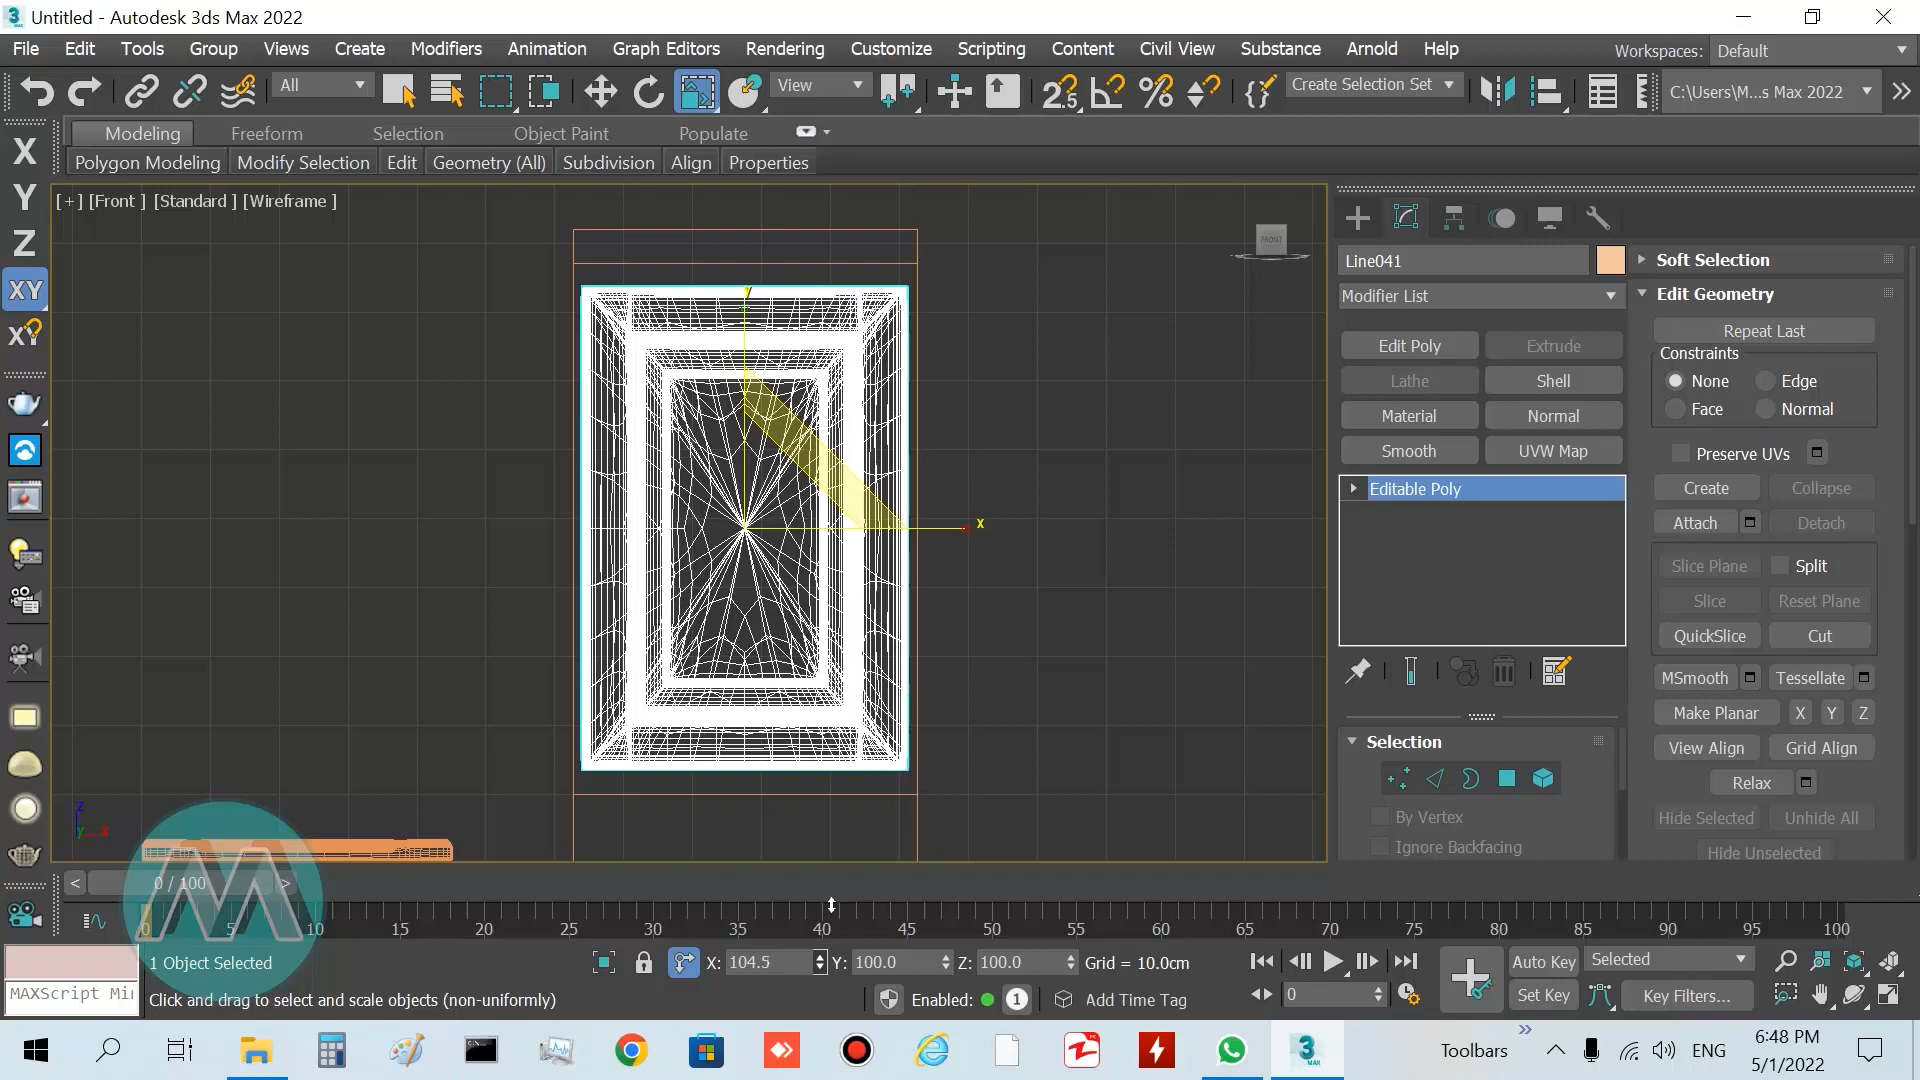 Untitled - Autodesk 3ds Max 2022
File Edit Tools Group Views Create Modifiers Animation Graph Editors Rendering Customize Scripting Content Civil View Substance Arnold Help Workspaces: Default
All View 2.5 Create Selection Set C:\Users\M...s Max 2022
Modeling Freeform Selection Object Paint Populate
Polygon Modeling Modify Selection Edit Geometry (All) Subdivision Align Properties
X
Y
Z
XY
XY
[+] [Front ] [Standard ] [Wireframe ]
FRONT
y
x
z
y x
Line041
Modifier List
Edit Poly Extrude
Lathe Shell
Material Normal
Smooth UVW Map
Editable Poly
Selection
By Vertex
Ignore Backfacing
Soft Selection
Edit Geometry
Repeat Last
Constraints
None Edge
Face Normal
Preserve UVs
Create Collapse
Attach Detach
Slice Plane Split
Slice Reset Plane
QuickSlice Cut
MSmooth Tessellate
Make Planar X Y Z
View Align Grid Align
Relax
Hide Selected Unhide All
Hide Unselected
< 0 / 100 >
0 5 10 15 20 25 30 35 40 45 50 55 60 65 70 75 80 85 90 95 100
1 Object Selected X: 104.5 Y: 100.0 Z: 100.0 Grid = 10.0cm Auto Key Selected
MAXScript Mi Click and drag to select and scale objects (non-uniformly) Enabled: 1 Add Time Tag 0 Set Key Key Filters...
3 MAX Toolbars ENG 6:48 PM
5/1/2022